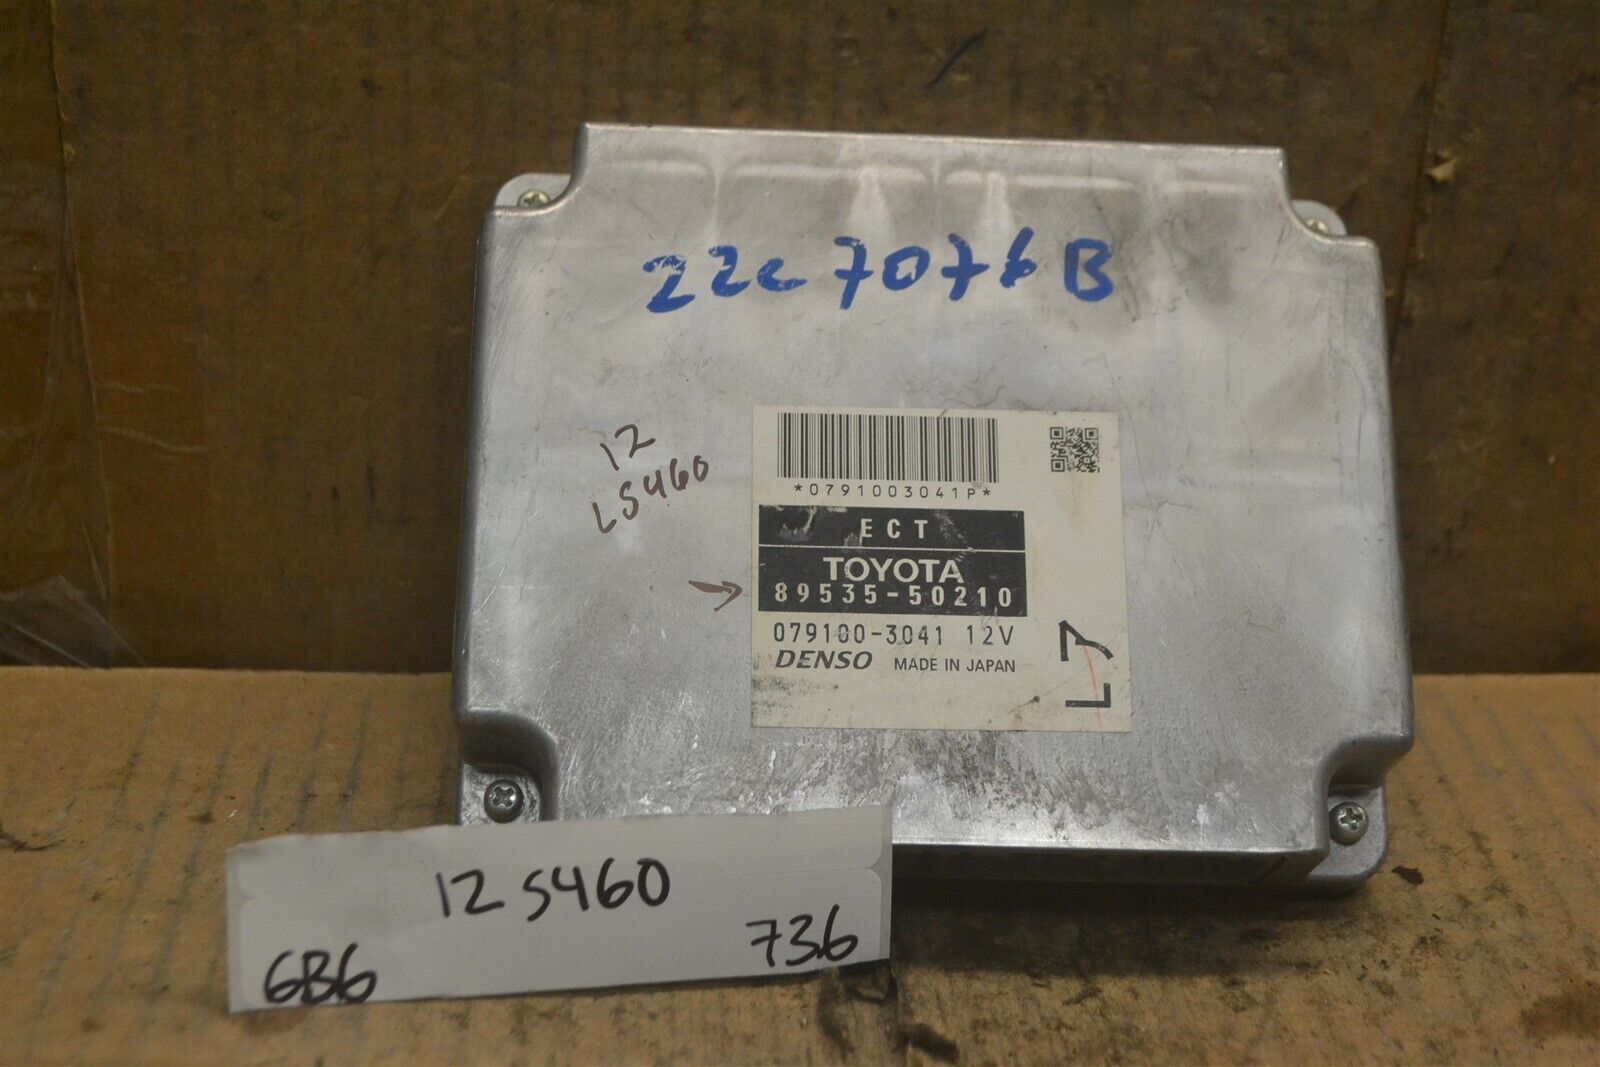 22C7076B
12
LS460
*0791003041P*
ECT
TOYOTA
89535-50210
079100-3041 12V
DENSO MADE IN JAPAN
L7
12 S460
6B6
736